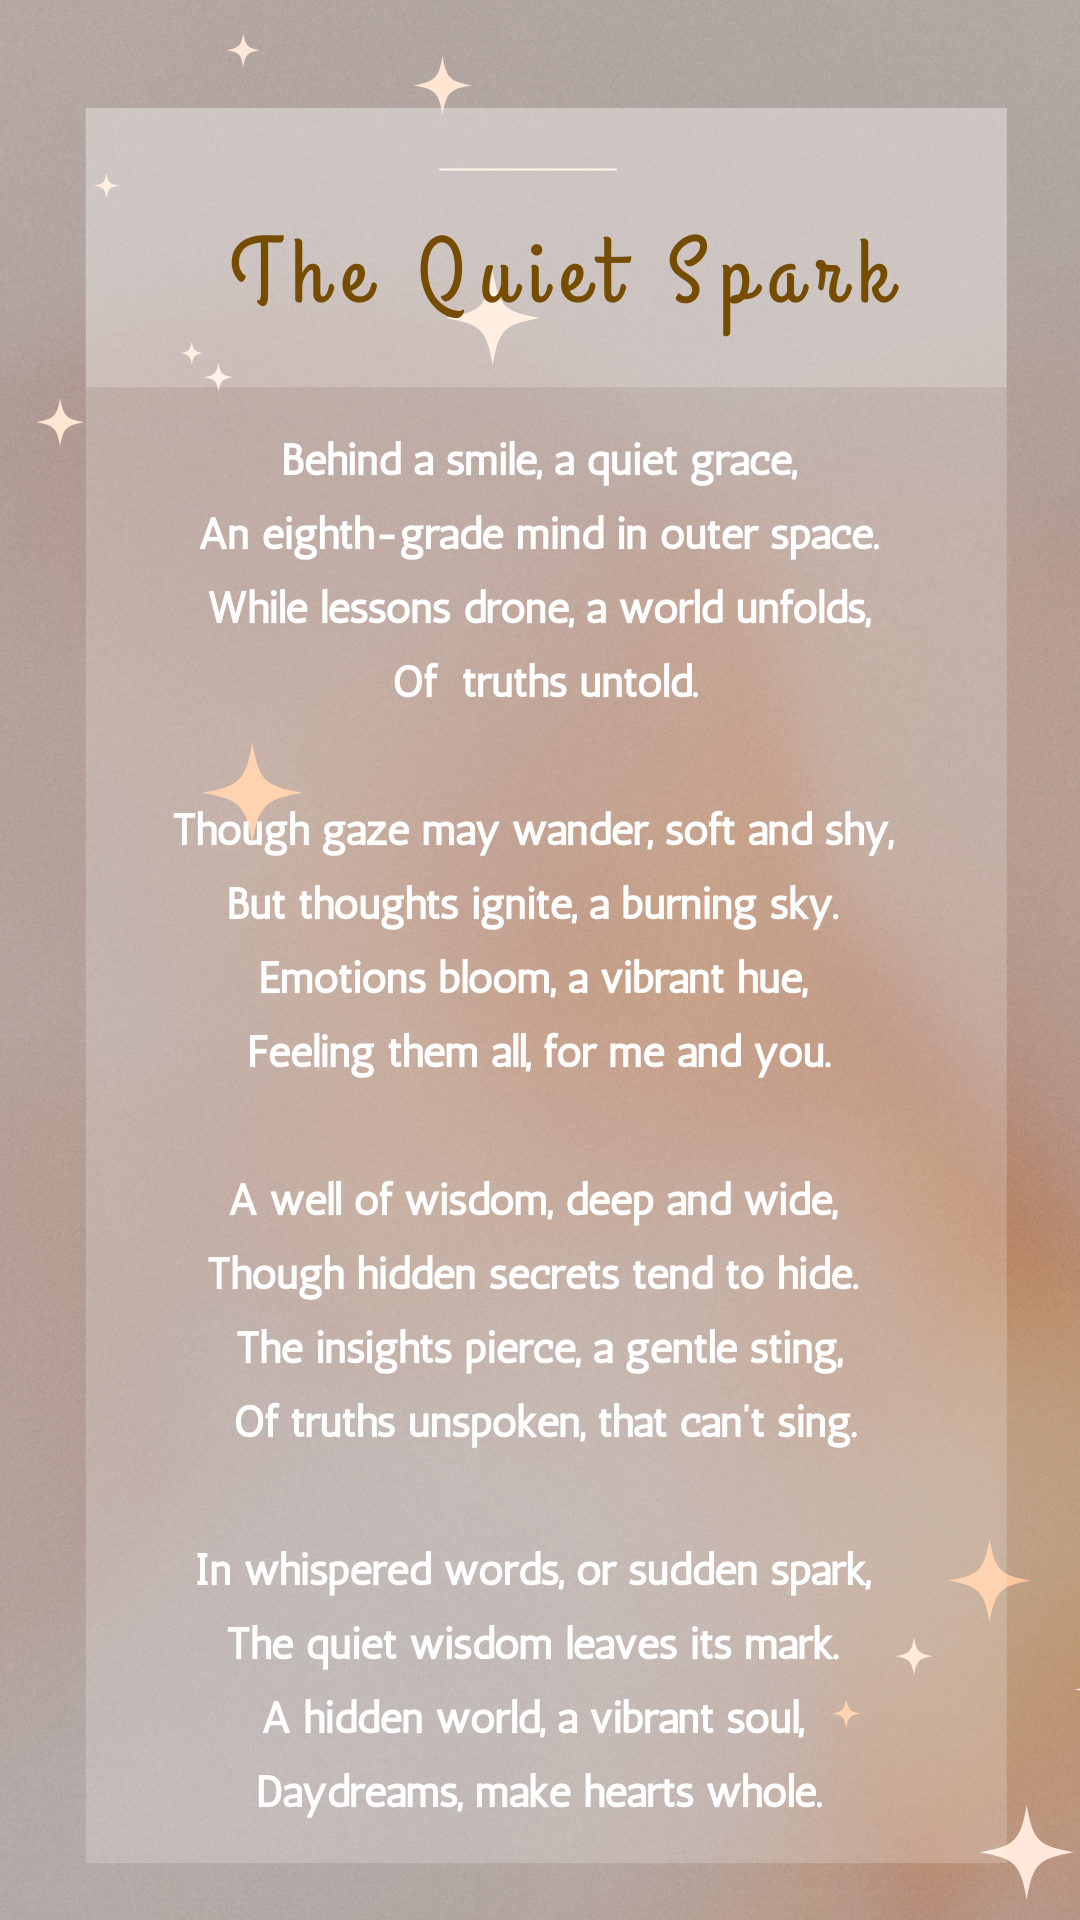 The Quiet Spark
Behind a smile, a quiet grace,
An eighth-grade mind in outer space.
While lessons drone, a world unfolds,
Of  truths untold.
Though gaze may wander, soft and shy,
But thoughts ignite, a burning sky.
Emotions bloom, a vibrant hue,
Feeling them all, for me and you.
A well of wisdom, deep and wide,
Though hidden secrets tend to hide.
The insights pierce, a gentle sting,
Of truths unspoken, that can't sing.
In whispered words, or sudden spark,
The quiet wisdom leaves its mark.
A hidden world, a vibrant soul,
Daydreams, make hearts whole.